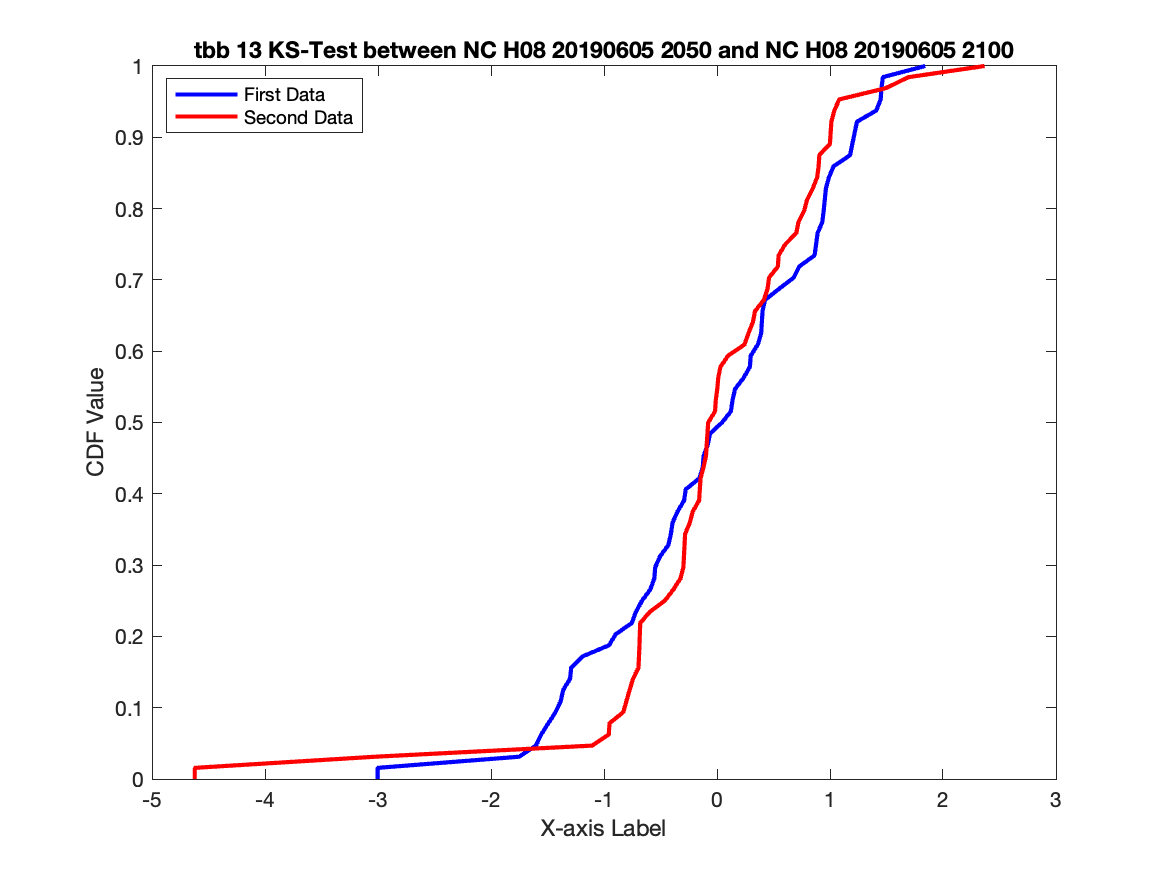 tbb 13 KS-Test between NC H08 20190605 2050 and NC H08 20190605 2100
First Data
Second Data
1
0.9
0.8
0.7
0.6
0.5
0.4
0.3
0.2
0.1
0
CDF Value
-5 -4 -3 -2 -1 0 1 2 3
X-axis Label